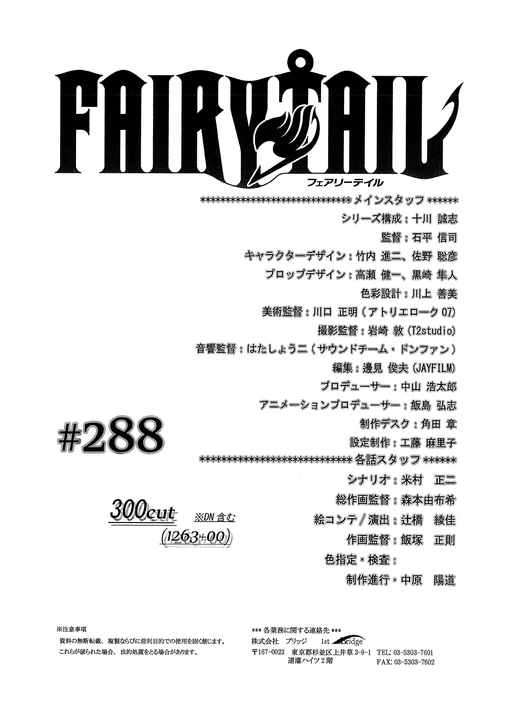 FAIRY TAIL
フェアリーテイル
****************************** メインスタッフ ******
シリーズ構成：十川 誠志
監督：石平 信司
キャラクターデザイン：竹内 進二、佐野 聡彦
プロップデザイン：高瀬 健一、黒崎 隼人
色彩設計：川上 善美
美術監督：川口 正明（アトリエローク07）
撮影監督：岩崎 敦(T2studio)
音響監督：はたしょう二（サウンドチーム・ドンファン）
編集：邊見 俊夫(JAYFILM)
プロデューサー：中山 浩太郎
アニメーションプロデューサー：飯島 弘志
制作デスク：角田 章
設定制作：工藤 麻里子
****************************** 各話スタッフ ******
シナリオ：米村 正二
総作画監督：森本由布希
絵コンテ/演出：辻橋 綾佳
作画監督：飯塚 正則
色指定・検査：
制作進行・中原 陽道
#288
300cut ※DN含む
(1263+00)
※注意事項
資料の無断転載、複製ならびに営利目的での使用を固く禁じます。
これらが破られた場合、法的処置をとる場合があります。
*** 各業務に関する連絡先 ***
株式会社 ブリッジ 1st Bridge
〒167-0023 東京都杉並区上井草3-9-1 TEL: 03-5303-7601
道灌ハイツ2階 FAX: 03-5303-7602